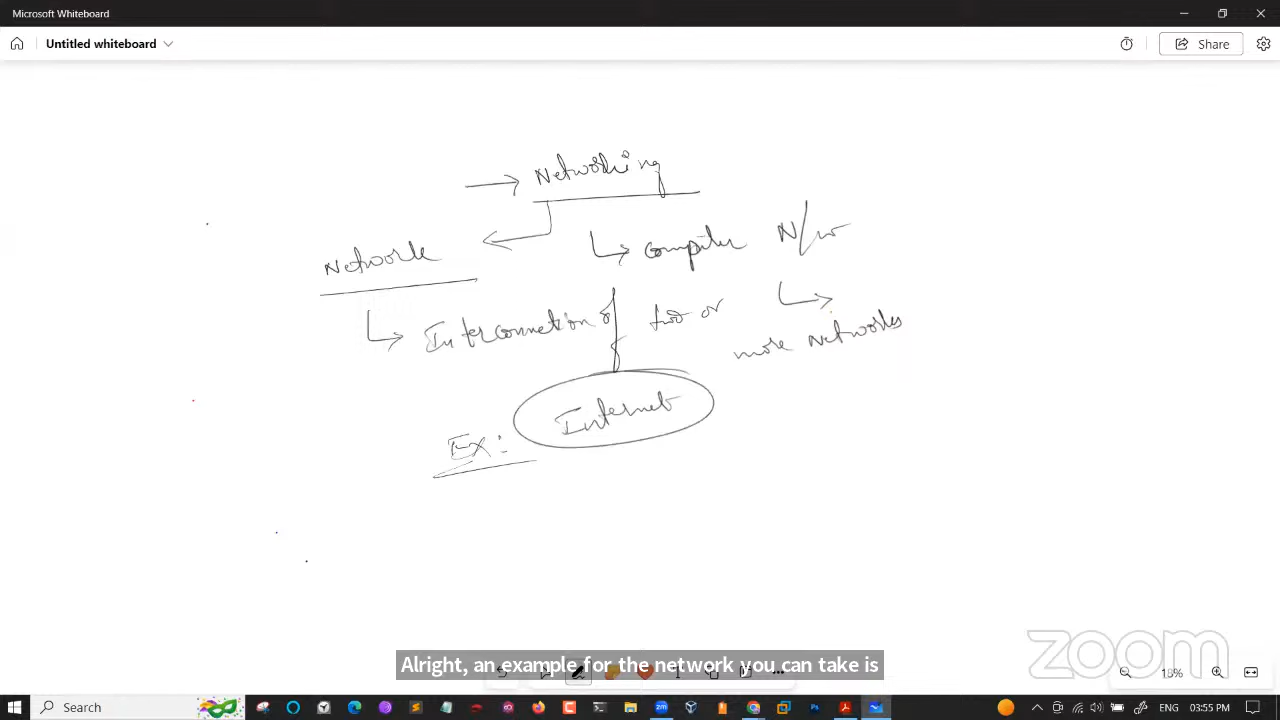 Microsoft Whiteboard
Untitled whiteboard
Share
Networking
Network
computer N/w
Interconnection of two or
more Networks
Internet
Ex:
Alright, an example for the network you can take is
zoom
18%
Search
ENG
03:55 PM